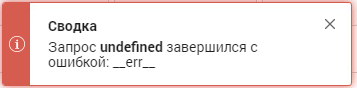 Сводка
Запрос undefined завершился с
ошибкой: __err__